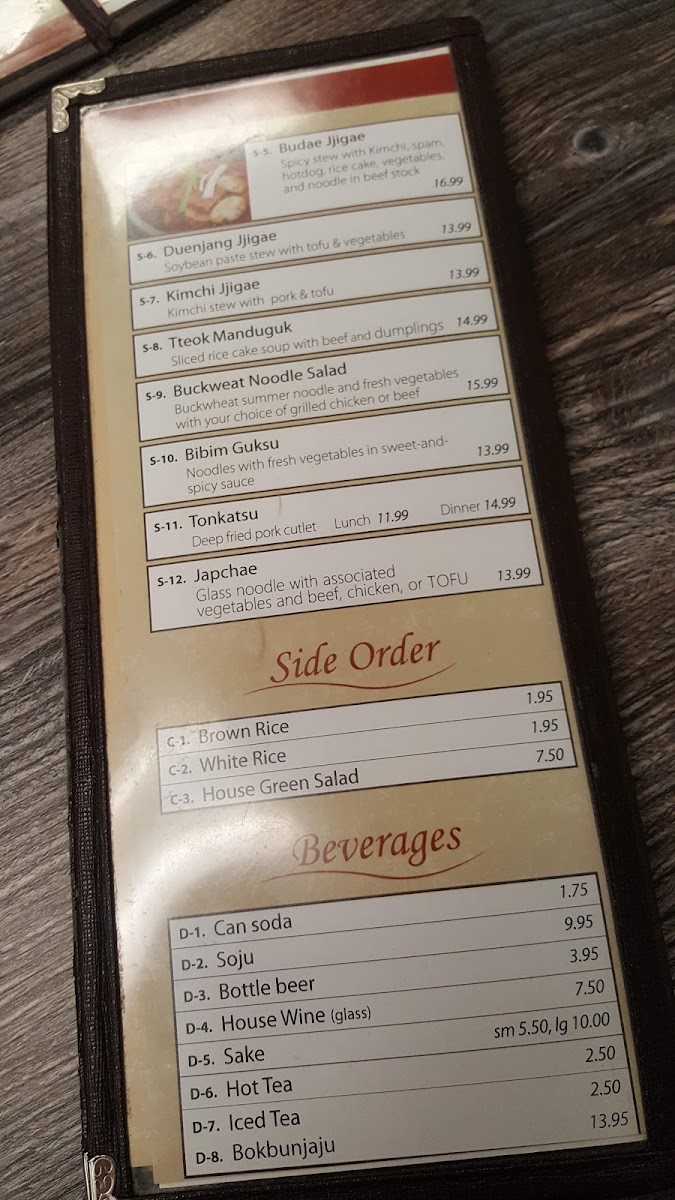 S-5. Budae Jjigae
Spicy stew with Kimchi, spam,
hotdog, rice cake, vegetables,
and noodle in beef stock 16.99
S-6. Duenjang Jjigae
Soybean paste stew with tofu & vegetables 13.99
S-7. Kimchi Jjigae
Kimchi stew with pork & tofu 13.99
S-8. Tteok Manduguk
Sliced rice cake soup with beef and dumplings 14.99
S-9. Buckweat Noodle Salad
Buckwheat summer noodle and fresh vegetables
with your choice of grilled chicken or beef 15.99
S-10. Bibim Guksu
Noodles with fresh vegetables in sweet-and-
spicy sauce 13.99
S-11. Tonkatsu
Deep fried pork cutlet Lunch 11.99 Dinner 14.99
S-12. Japchae
Glass noodle with associated
vegetables and beef, chicken, or TOFU 13.99
Side Order
C-1. Brown Rice 1.95
C-2. White Rice 1.95
C-3. House Green Salad 7.50
Beverages
D-1. Can soda 1.75
D-2. Soju 9.95
D-3. Bottle beer 3.95
D-4. House Wine (glass) 7.50
D-5. Sake sm 5.50, lg 10.00
D-6. Hot Tea 2.50
D-7. Iced Tea 2.50
D-8. Bokbunjaju 13.95